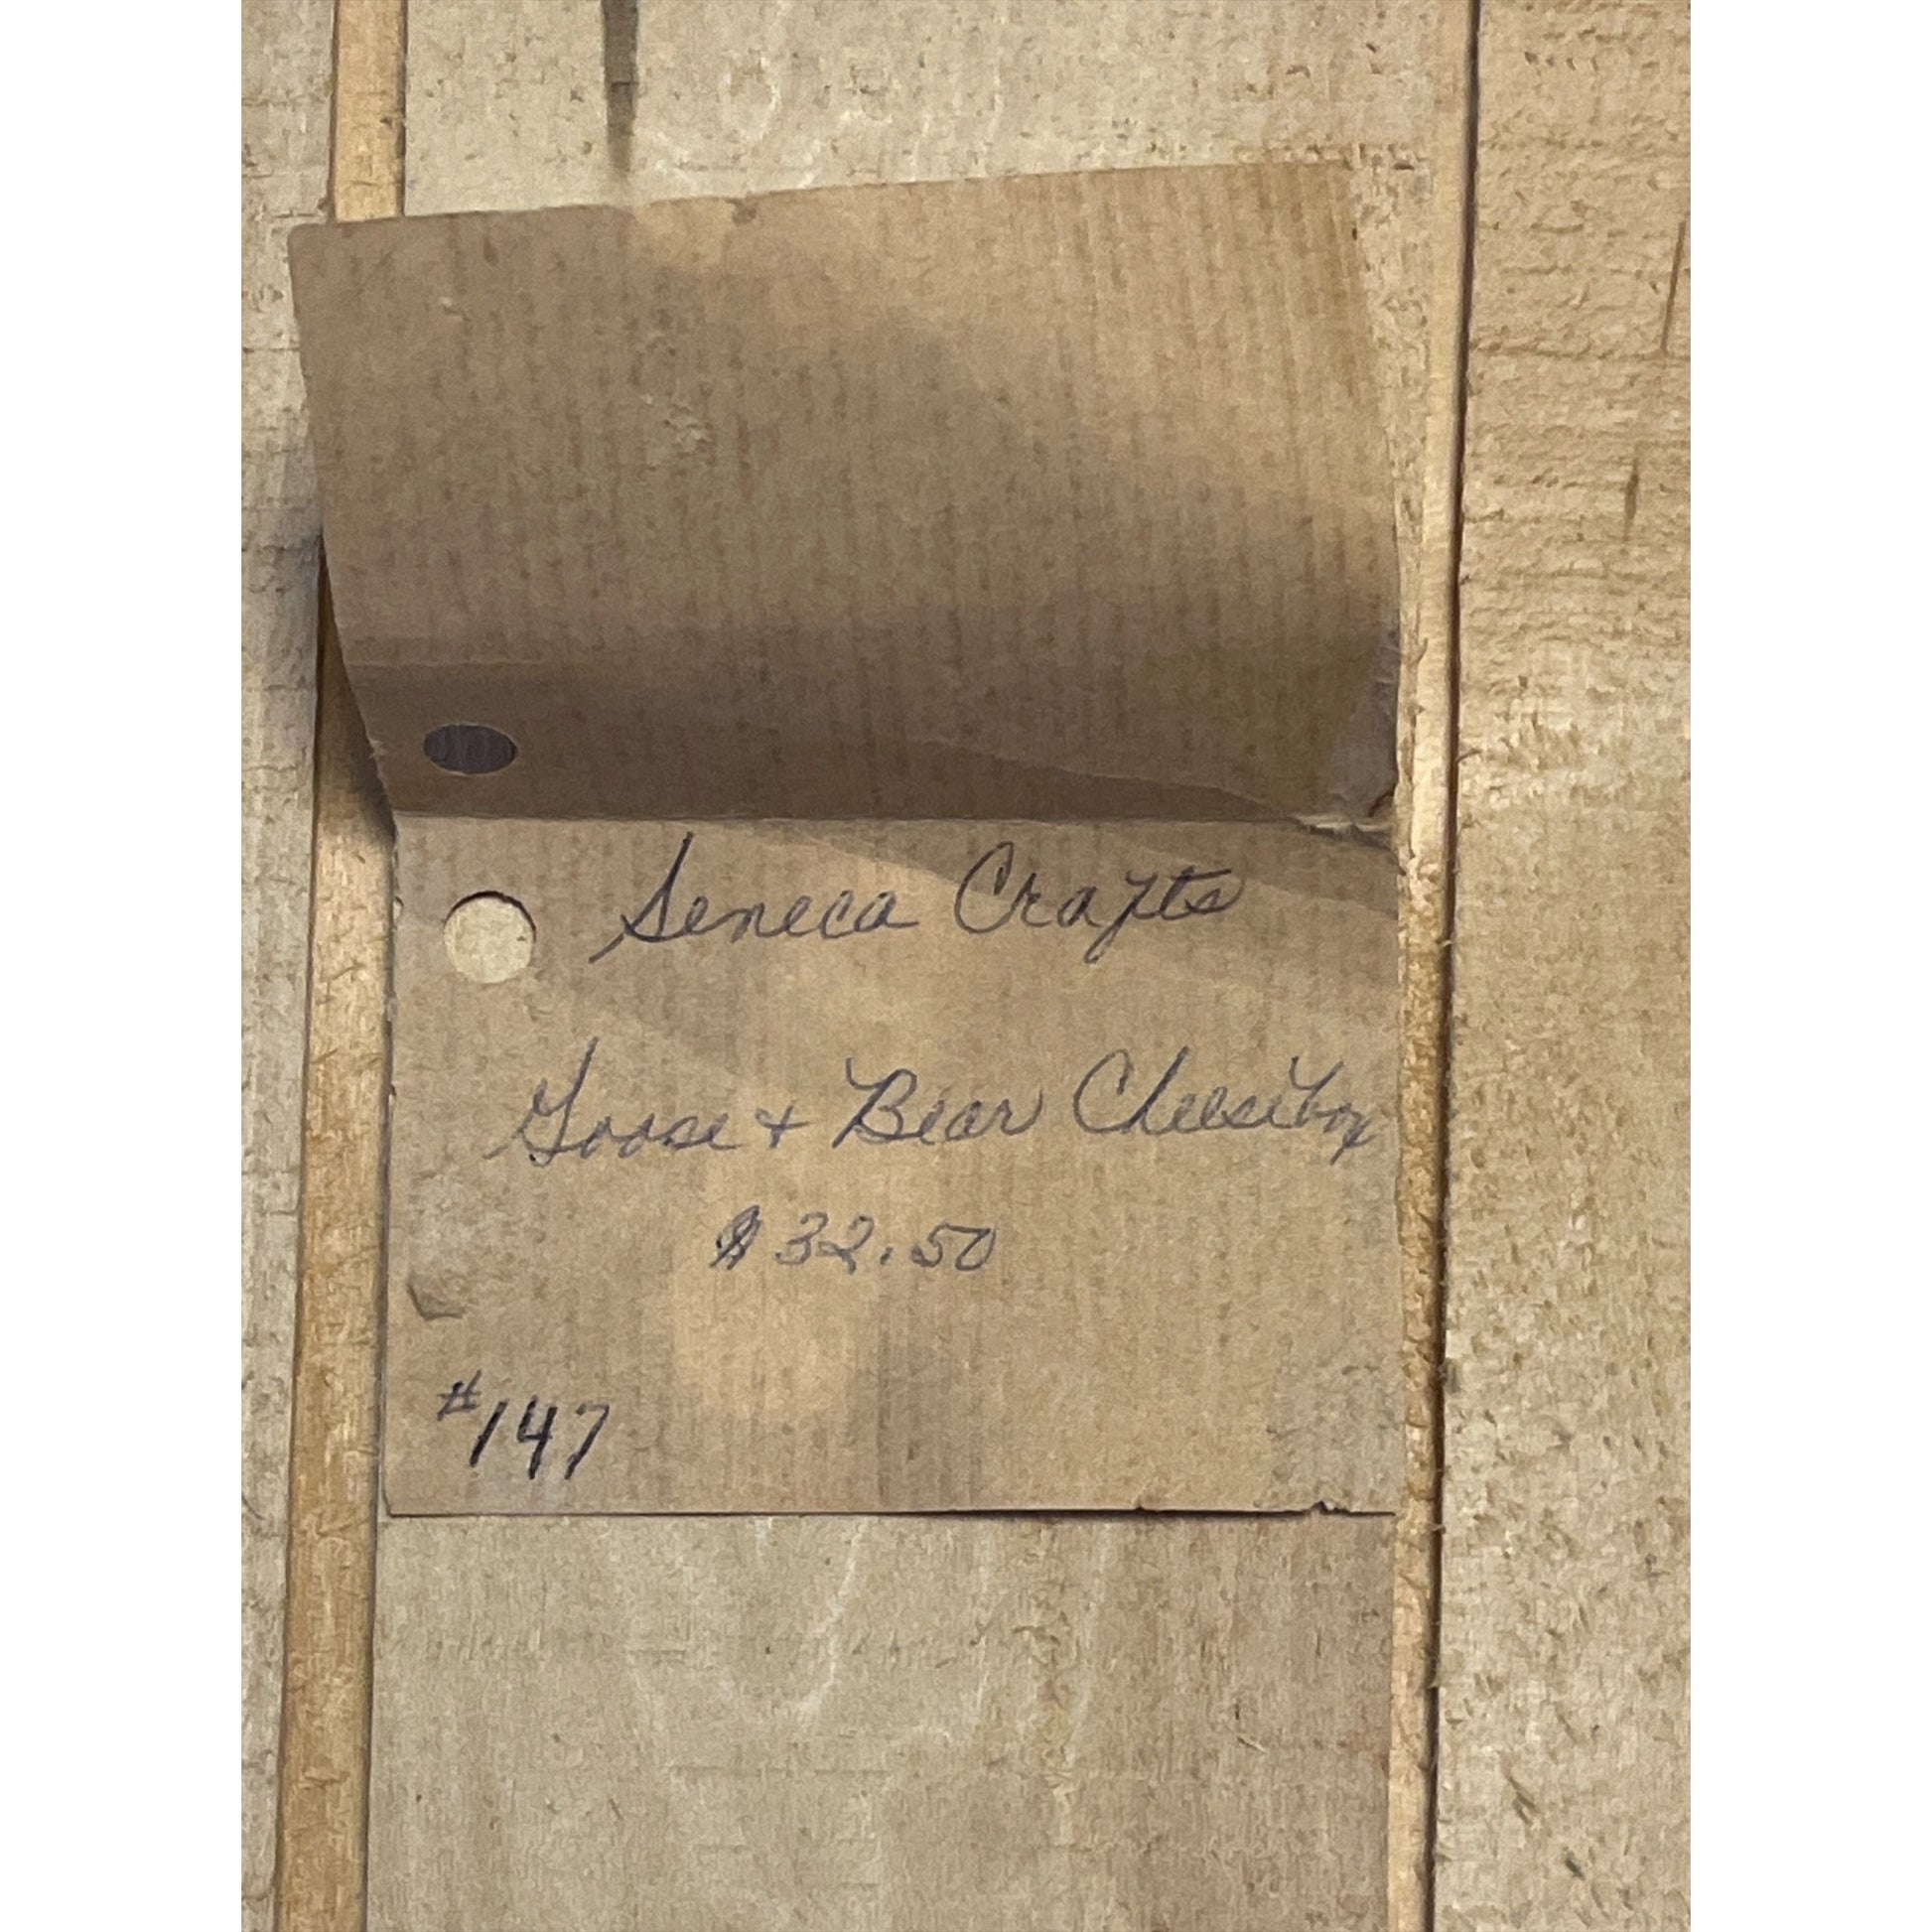 Seneca Crafts
Goose + Bear Cheesebox
$32.50
#147